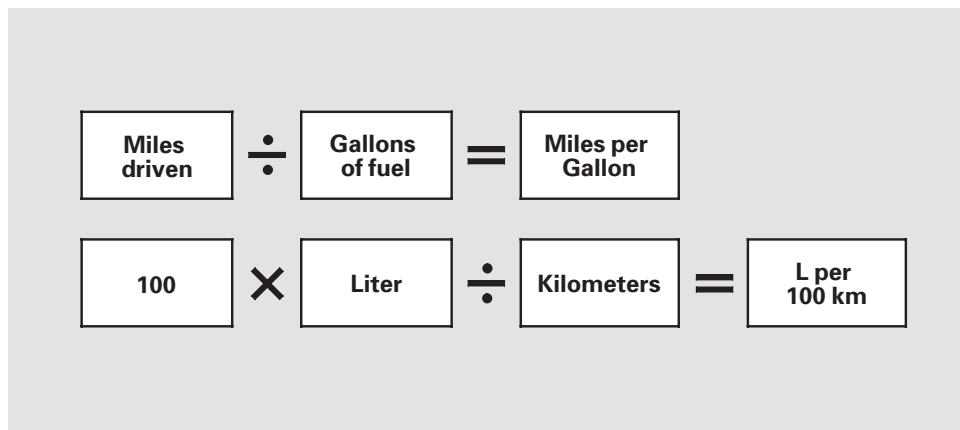 Miles driven ÷ Gallons of fuel = Miles per Gallon
100 × Liter ÷ Kilometers = L per 100 km